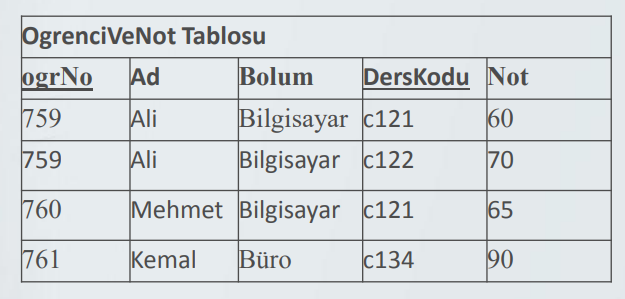 OgrenciVeNot Tablosu
ogrNo Ad Bolum DersKodu Not
759 Ali Bilgisayar c121 60
759 Ali Bilgisayar c122 70
760 Mehmet Bilgisayar c121 65
761 Kemal Büro c134 90